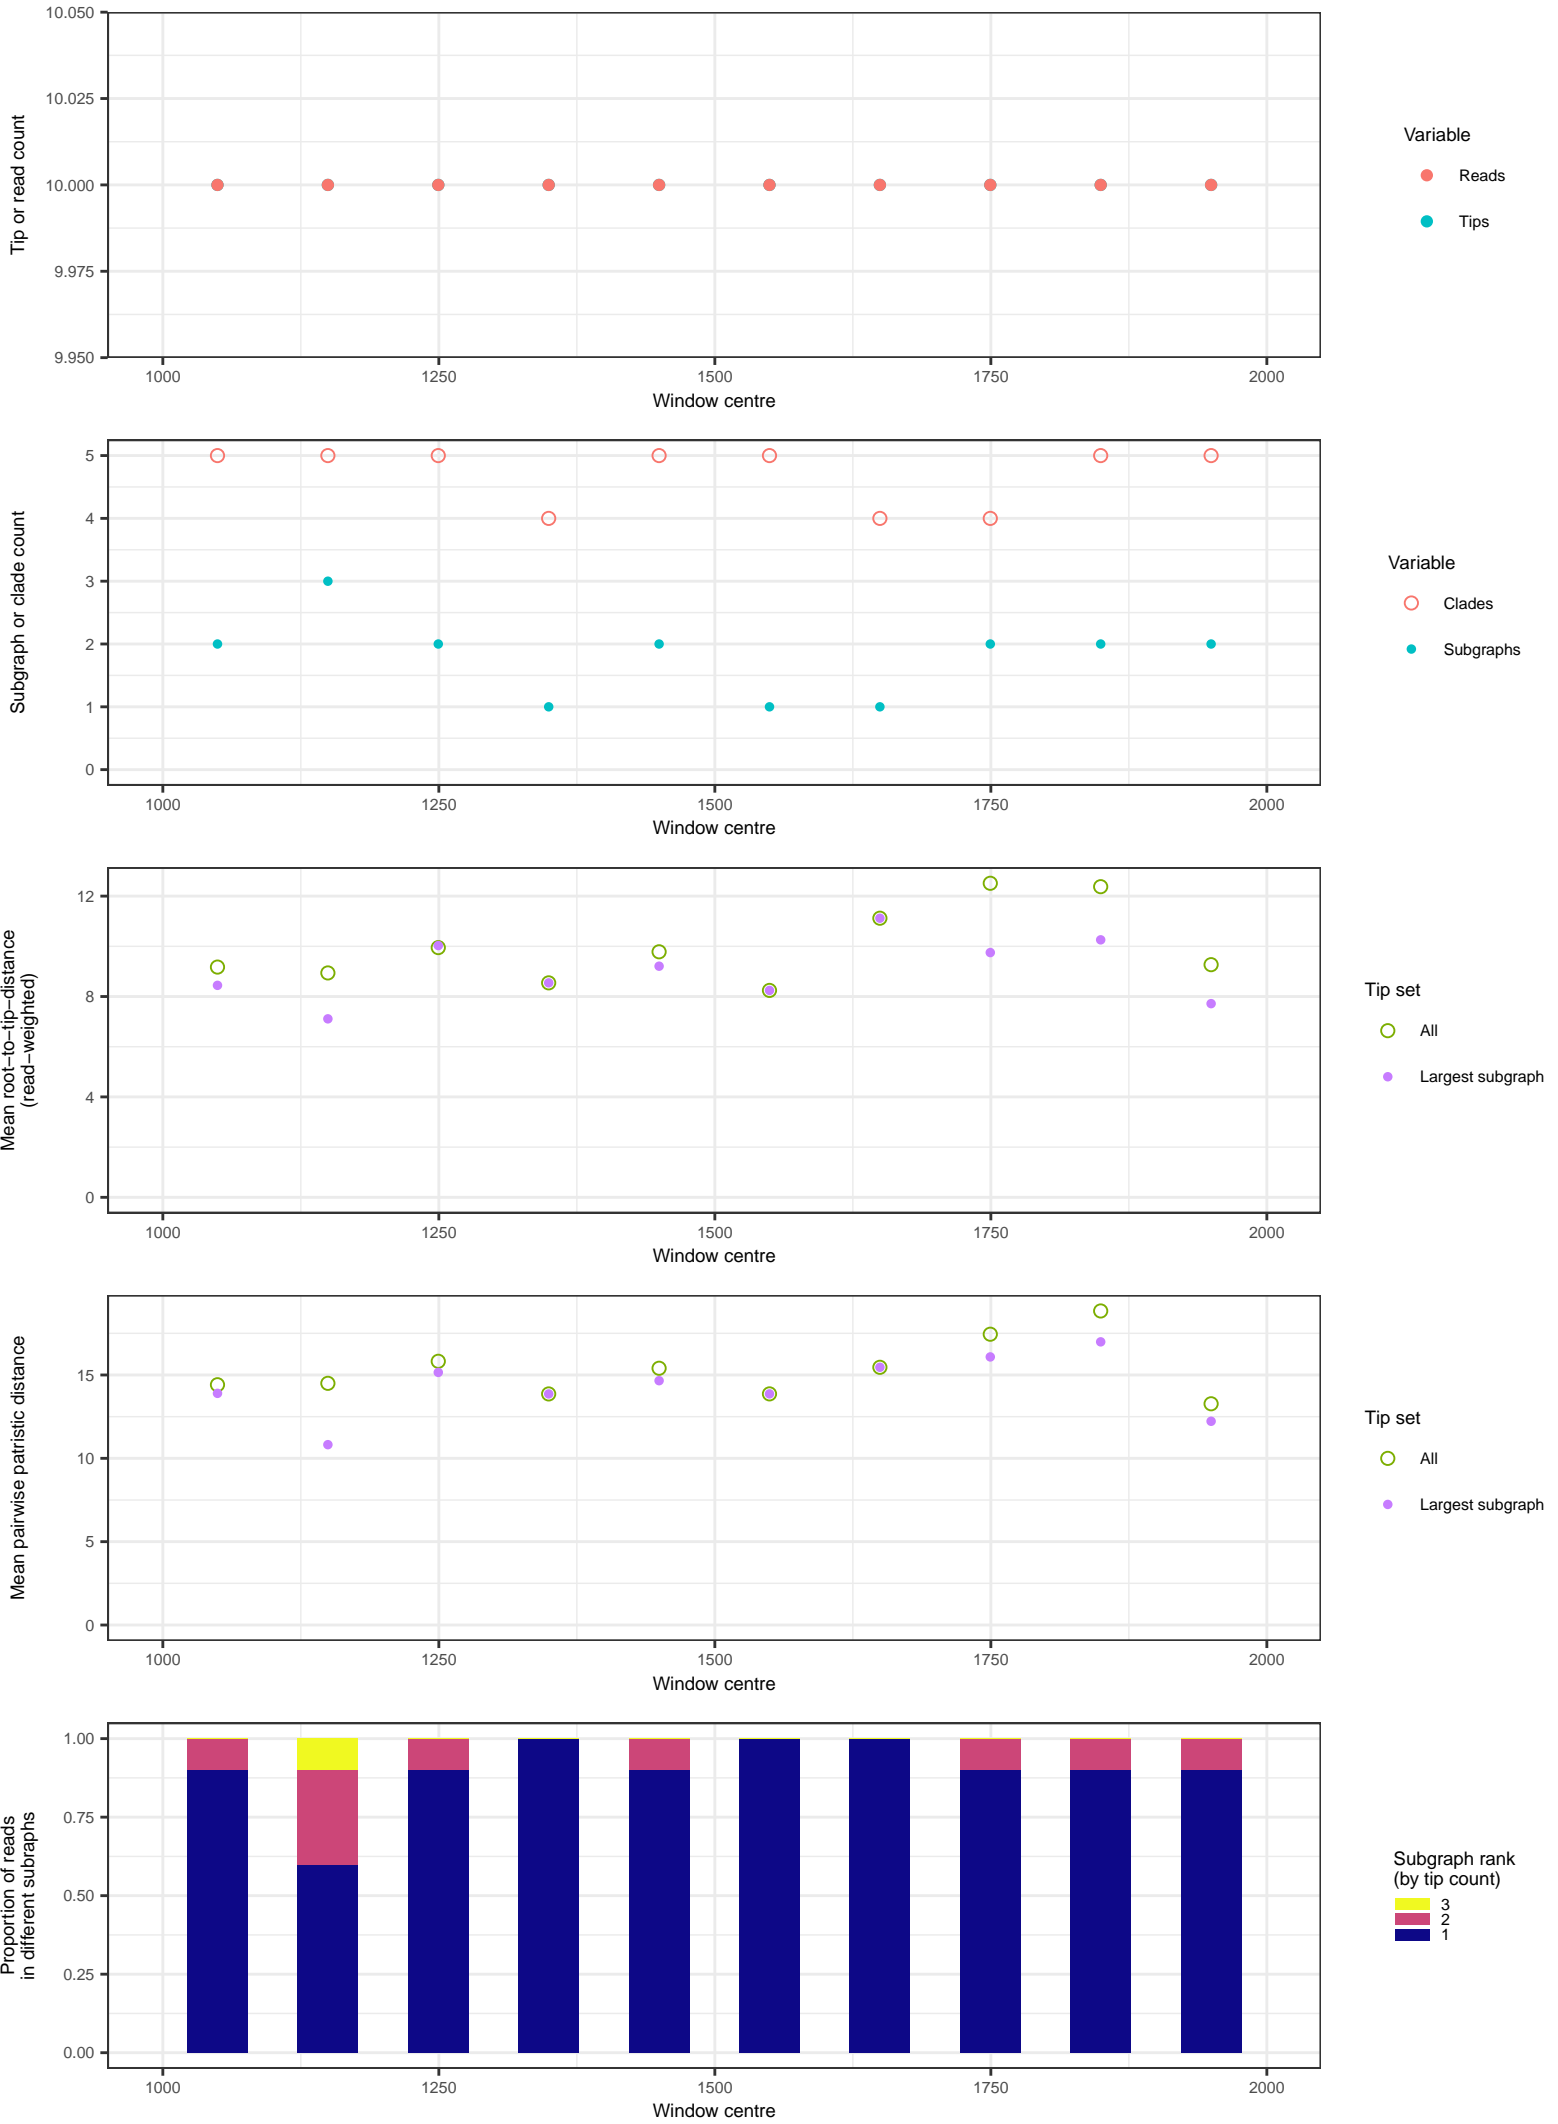 10.050
10.025
10.000
9.975
9.950
Tip or read count
1000 1250 1500 1750 2000
Window centre
Variable
Reads
Tips
5
4
3
2
1
0
Subgraph or clade count
1000 1250 1500 1750 2000
Window centre
Variable
Clades
Subgraphs
12
8
4
0
Mean root−to−tip−distance
(read−weighted)
1000 1250 1500 1750 2000
Window centre
Tip set
All
Largest subgraph
15
10
5
0
Mean pairwise patristic distance
1000 1250 1500 1750 2000
Window centre
Tip set
All
Largest subgraph
1.00
0.75
0.50
0.25
0.00
Proportion of reads
in different subraphs
1000 1250 1500 1750 2000
Window centre
Subgraph rank
(by tip count)
3
2
1